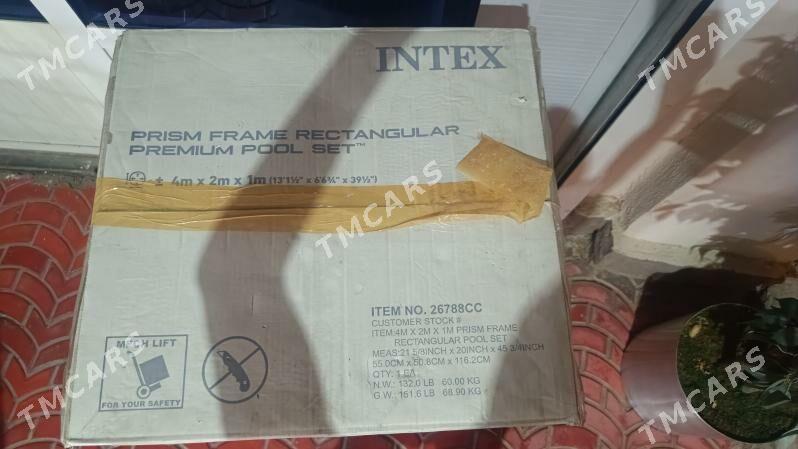 INTEX
PRISM FRAME RECTANGULAR
PREMIUM POOL SET™
± 4m x 2m x 1m (13'1½" x 6'6¾" x 39½")
ITEM NO. 26788CC
CUSTOMER STOCK #
ITEM:4M X 2M X 1M PRISM FRAME
RECTANGULAR POOL SET
MEAS:21 5/8INCH x 20INCH x 45 3/4INCH
55.0CM x 50.8CM x 116.2CM
QTY: 1 EA
N.W.: 132.0 LB 60.00 KG
G.W.: 151.6 LB 68.90 KG
MECH LIFT
FOR YOUR SAFETY
TMCARS
TMCARS
TMCARS
TMCARS
TMCARS
TMCARS
TMCARS
TMCARS